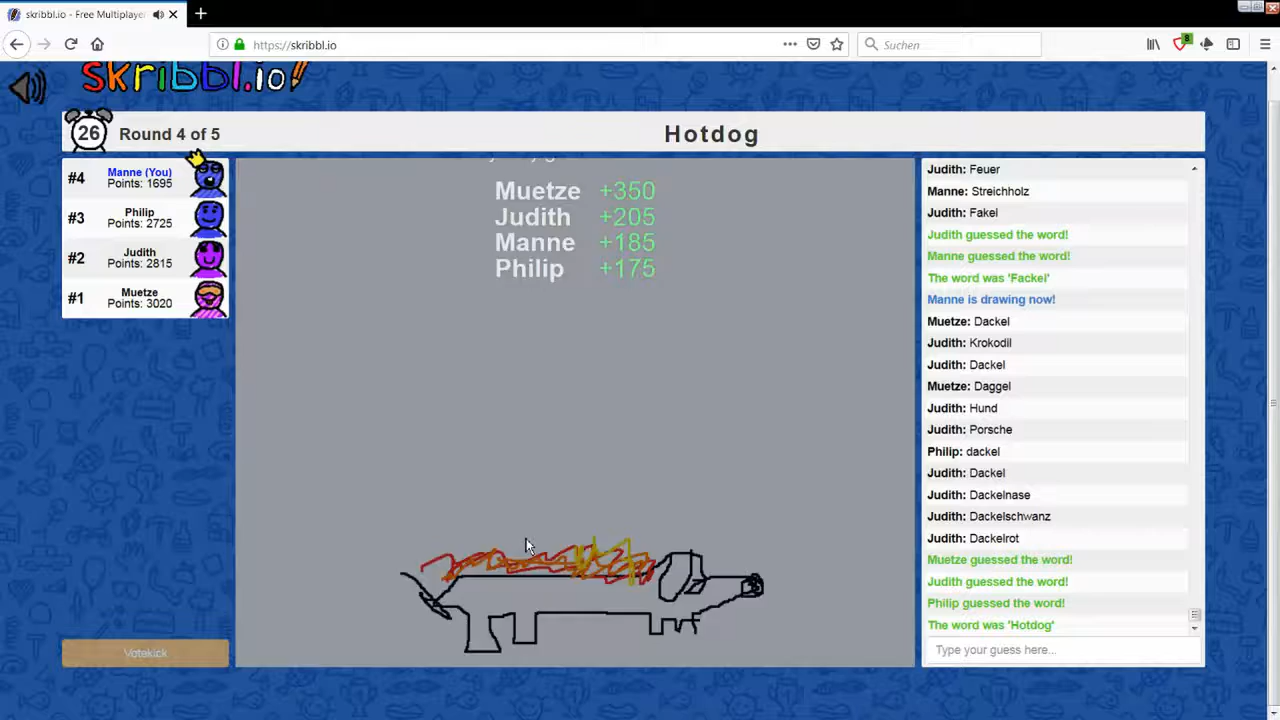 skribbl.io - Free Multiplayer
https://skribbl.io
Suchen
8
skribbl.io!
26
Round 4 of 5
Hotdog
#4
Manne (You)
Points: 1695
#3
Philip
Points: 2725
#2
Judith
Points: 2815
#1
Muetze
Points: 3020
Votekick
Muetze +350
Judith +205
Manne +185
Philip +175
Judith: Feuer
Manne: Streichholz
Judith: Fakel
Judith guessed the word!
Manne guessed the word!
The word was 'Fackel'
Manne is drawing now!
Muetze: Dackel
Judith: Krokodil
Judith: Dackel
Muetze: Daggel
Judith: Hund
Judith: Porsche
Philip: dackel
Judith: Dackel
Judith: Dackelnase
Judith: Dackelschwanz
Judith: Dackelrot
Muetze guessed the word!
Judith guessed the word!
Philip guessed the word!
The word was 'Hotdog'
Type your guess here...